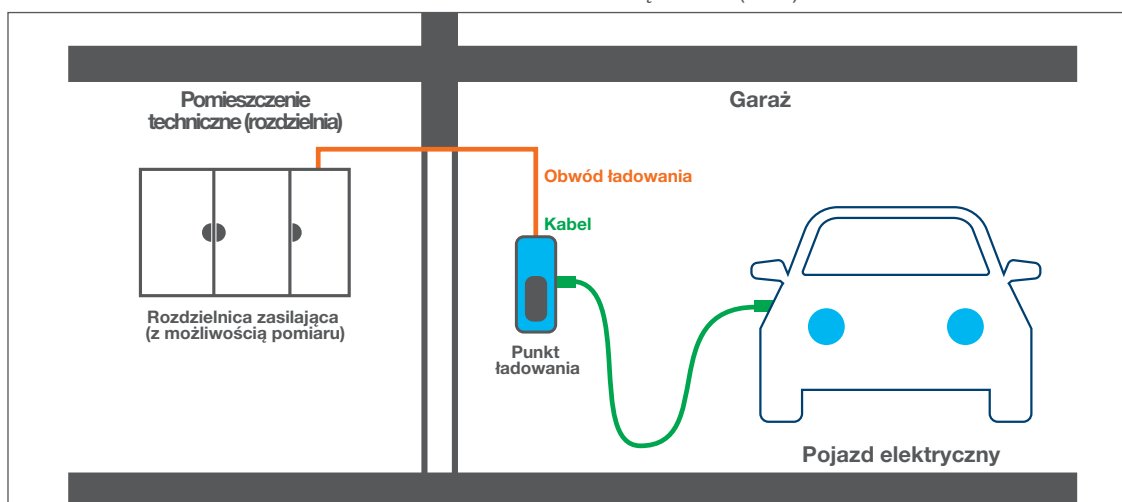 Pomieszczenie
techniczne (rozdzielnia)
Garaż
Obwód ładowania
Kabel
Rozdzielnica zasilająca
(z możliwością pomiaru)
Punkt
ładowania
Pojazd elektryczny